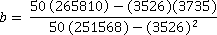 b = 50 (265810) − (3526)(3735) / 50 (251568) − (3526)²